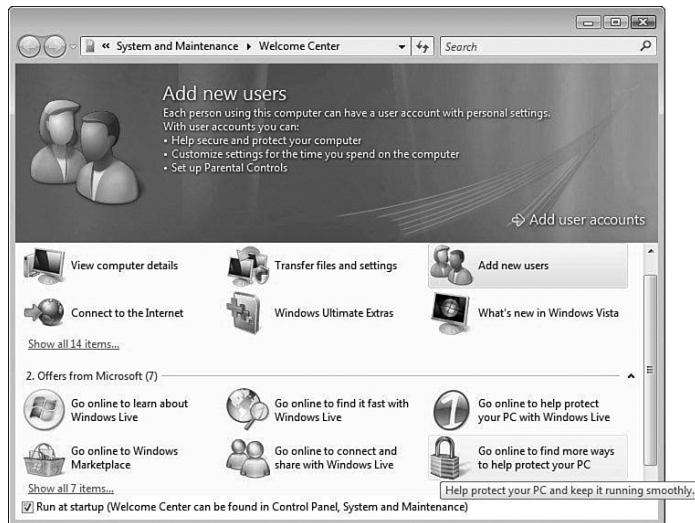 « System and Maintenance ▸ Welcome Center
Search
Add new users
Each person using this computer can have a user account with personal settings.
With user accounts you can:
• Help secure and protect your computer
• Customize settings for the time you spend on the computer
• Set up Parental Controls
Add user accounts
View computer details
Transfer files and settings
Add new users
Connect to the Internet
Windows Ultimate Extras
What's new in Windows Vista
Show all 14 items...
2. Offers from Microsoft (7)
Go online to learn about
Windows Live
Go online to find it fast with
Windows Live
1
Go online to help protect
your PC with Windows Live
Go online to Windows
Marketplace
Go online to connect and
share with Windows Live
Go online to find more ways
to help protect your PC
Show all 7 items...
Help protect your PC and keep it running smoothly.
Run at startup (Welcome Center can be found in Control Panel, System and Maintenance)